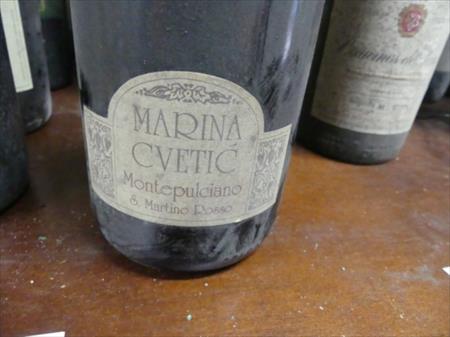 MARINA
CVETIĆ
Montepulciano
S. Martino Rosso